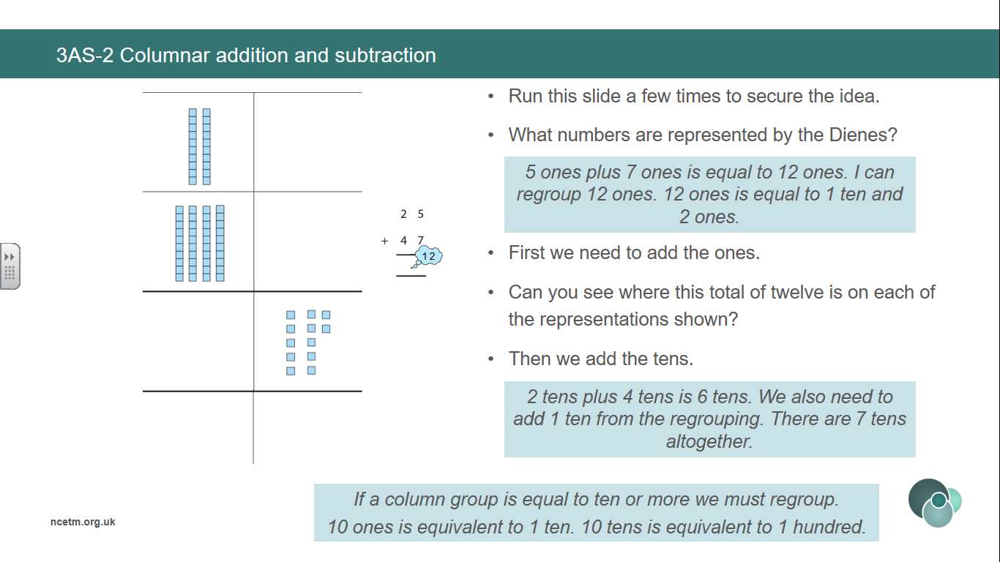 3AS-2 Columnar addition and subtraction
• Run this slide a few times to secure the idea.
• What numbers are represented by the Dienes?
5 ones plus 7 ones is equal to 12 ones. I can
regroup 12 ones. 12 ones is equal to 1 ten and
2 ones.
2 5
+ 4 7
12
• First we need to add the ones.
• Can you see where this total of twelve is on each of
the representations shown?
• Then we add the tens.
2 tens plus 4 tens is 6 tens. We also need to
add 1 ten from the regrouping. There are 7 tens
altogether.
If a column group is equal to ten or more we must regroup.
10 ones is equivalent to 1 ten. 10 tens is equivalent to 1 hundred.
ncetm.org.uk